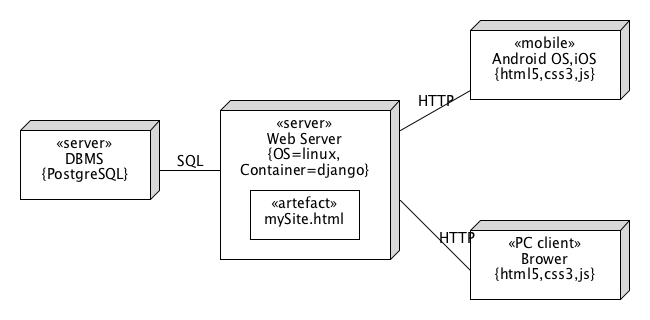 «server»
DBMS
{PostgreSQL}
SQL
«server»
Web Server
{OS=linux,
Container=django}
«artefact»
mySite.html
HTTP
«mobile»
Android OS,iOS
{html5,css3,js}
HTTP
«PC client»
Brower
{html5,css3,js}